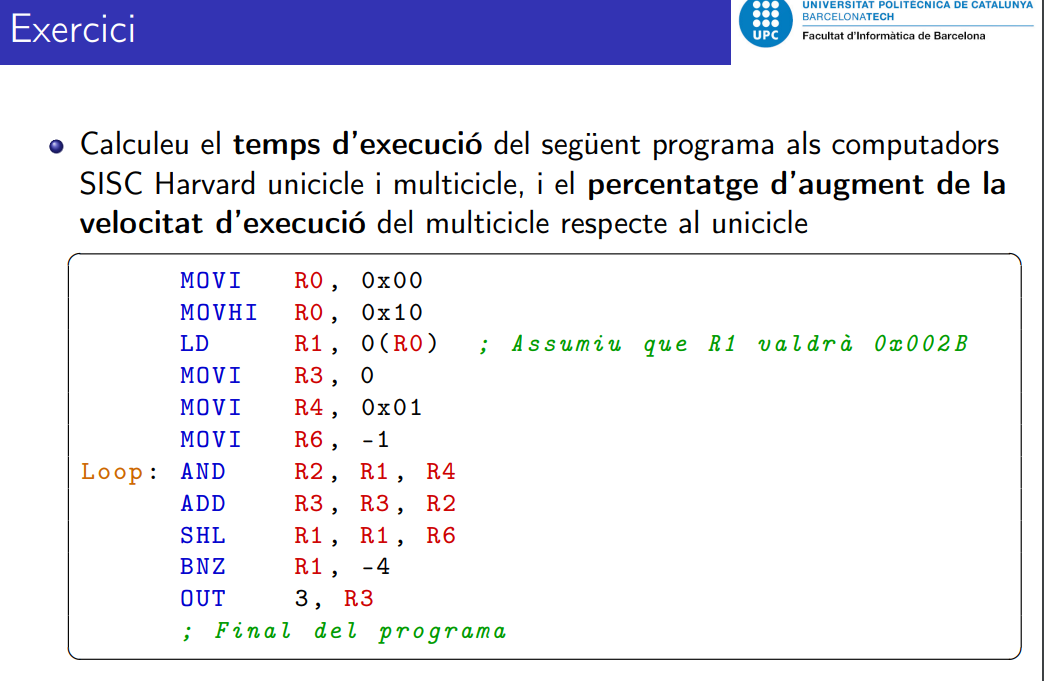 Exercici
UNIVERSITAT POLITÈCNICA DE CATALUNYA
BARCELONATECH
Facultat d'Informàtica de Barcelona
UPC
Calculeu el temps d'execució del següent programa als computadors
SISC Harvard unicicle i multicicle, i el percentatge d'augment de la
velocitat d'execució del multicicle respecte al unicicle
MOVI R0, 0x00
MOVHI R0, 0x10
LD R1, 0(R0) ; Assumiu que R1 valdrà 0x002B
MOVI R3, 0
MOVI R4, 0x01
MOVI R6, -1
Loop: AND R2, R1, R4
ADD R3, R3, R2
SHL R1, R1, R6
BNZ R1, -4
OUT 3, R3
; Final del programa